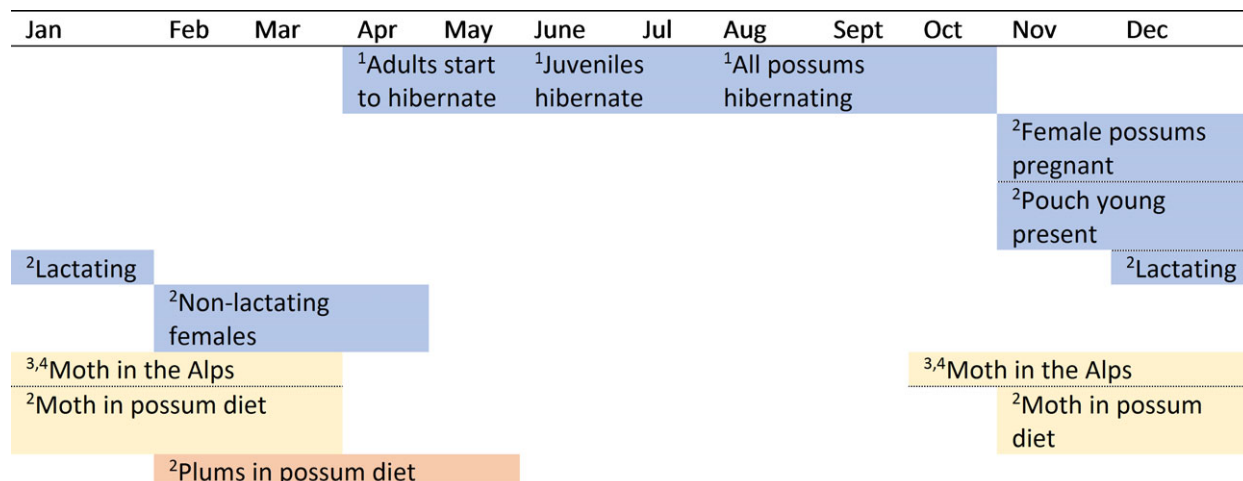 Jan Feb Mar Apr May June Jul Aug Sept Oct Nov Dec
¹Adults start ¹Juveniles ¹All possums
to hibernate hibernate hibernating
²Female possums
pregnant
²Pouch young
present
²Lactating ²Lactating
²Non-lactating
females
³,⁴Moth in the Alps ³,⁴Moth in the Alps
²Moth in possum diet ²Moth in possum
diet
²Plums in possum diet